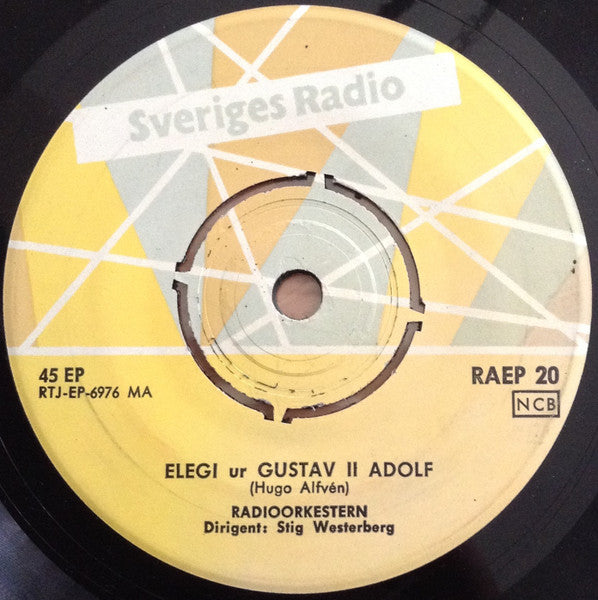 Sveriges Radio
45 EP
RTJ-EP-6976 MA
RAEP 20
NCB
ELEGI ur GUSTAV II ADOLF
(Hugo Alfvén)
RADIOORKESTERN
Dirigent: Stig Westerberg